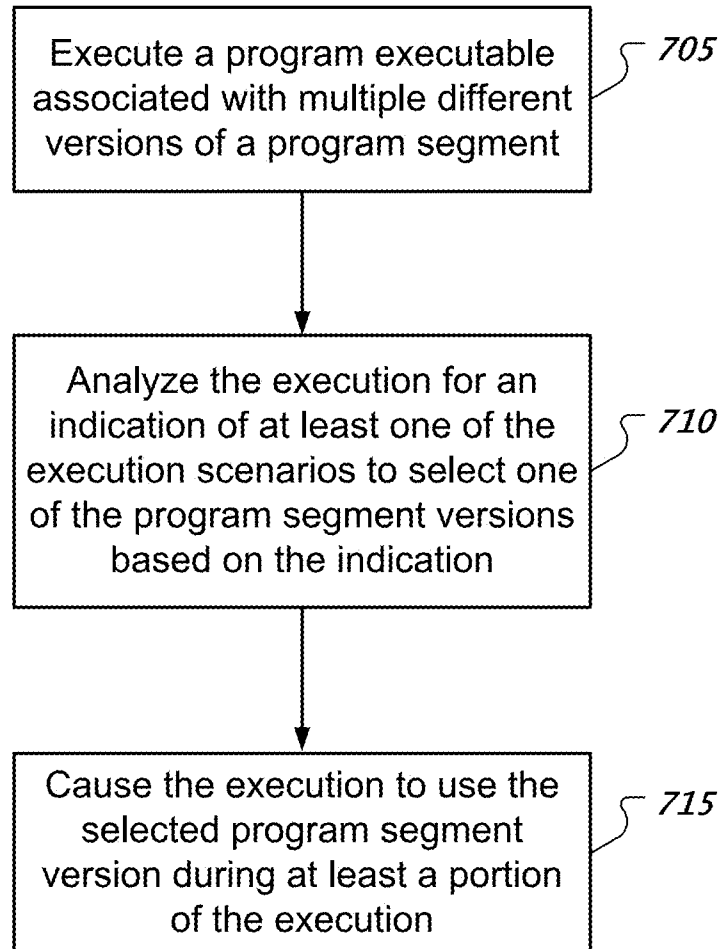 Execute a program executable
associated with multiple different
versions of a program segment
705
Analyze the execution for an
indication of at least one of the
execution scenarios to select one
of the program segment versions
based on the indication
710
Cause the execution to use the
selected program segment
version during at least a portion
of the execution
715